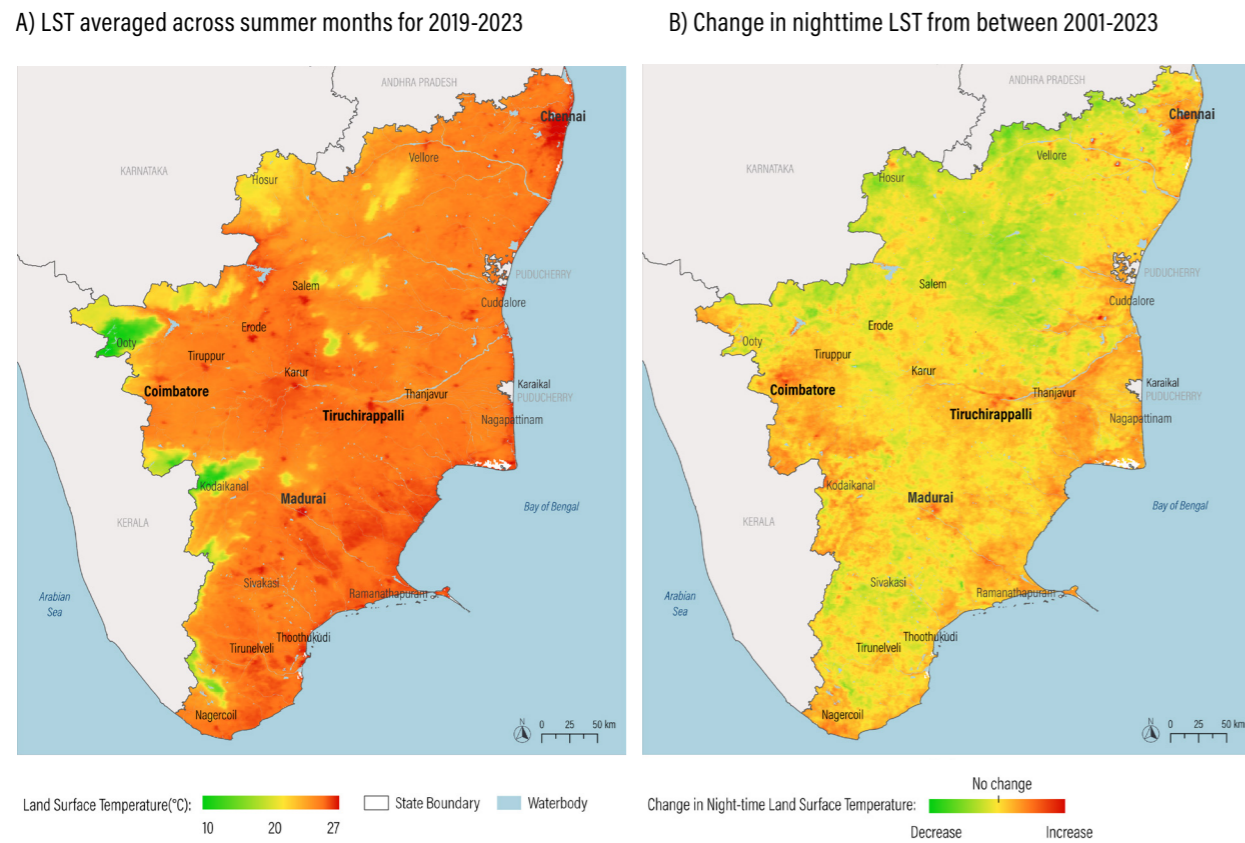 A) LST averaged across summer months for 2019-2023
B) Change in nighttime LST from between 2001-2023
ANDHRA PRADESH
Chennai
KARNATAKA
Vellore
Hosur
PUDUCHERRY
Salem
Cuddalore
Erode
Ooty
Tiruppur
Karur
Karaikal
Coimbatore
Thanjavur
PUDUCHERRY
Tiruchirappalli
Nagapattinam
Kodaikanal
Madurai
Bay of Bengal
KERALA
Sivakasi
Ramanathapuram
Arabian
Sea
Thoothukudi
Tirunelveli
Nagercoil
N
0 25 50 km
ANDHRA PRADESH
Chennai
KARNATAKA
Vellore
Hosur
PUDUCHERRY
Salem
Cuddalore
Erode
Ooty
Tiruppur
Karur
Karaikal
Coimbatore
Thanjavur
PUDUCHERRY
Tiruchirappalli
Nagapattinam
Kodaikanal
Madurai
Bay of Bengal
KERALA
Sivakasi
Ramanathapuram
Arabian
Sea
Thoothukudi
Tirunelveli
Nagercoil
N
0 25 50 km
Land Surface Temperature(°C):
10 20 27
State Boundary
Waterbody
No change
Change in Night-time Land Surface Temperature:
Decrease Increase